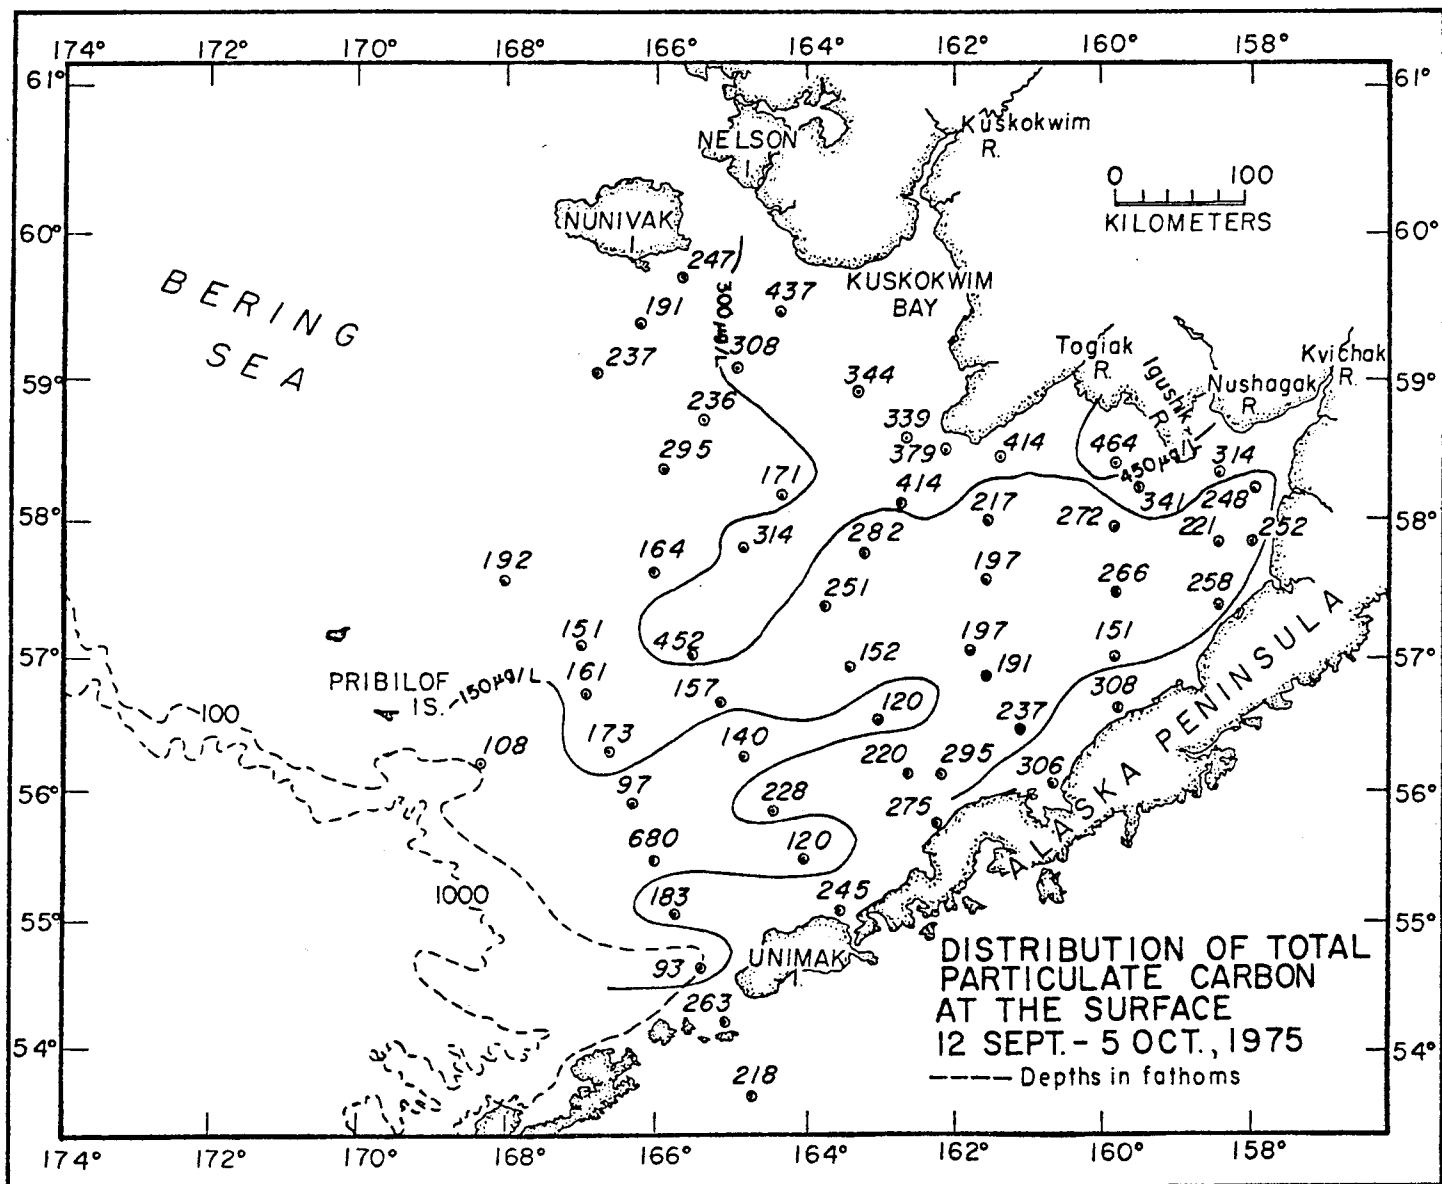 174° 172° 170° 168° 166° 164° 162° 160° 158°
61° 61°
Kuskokwim
R.
NELSON
I.
0 100
KILOMETERS
NUNIVAK
I.
60° 60°
247
KUSKOKWIM
BAY
BERING
SEA
191
300 µg/L
437
237
308
Togiak
R.
Igushik
R.
Nushagak
R.
Kvichak
R.
59° 59°
344
236
339
379
414
464
450 µg/L
314
295
171
414
217
272
341
248
58° 58°
314
282
221
252
192
164
251
197
266
258
151
452
152
197
151
57° 57°
161
191
PRIBILOF
IS.
150 µg/L
157
120
308
100
173
140
237
108
220
295
306
56° 56°
97
228
275
680
120
1000
183
245
55° 55°
ALASKA PENINSULA
93
UNIMAK
I.
263
54° 54°
218
DISTRIBUTION OF TOTAL
PARTICULATE CARBON
AT THE SURFACE
12 SEPT. - 5 OCT., 1975
Depths in fathoms
174° 172° 170° 168° 166° 164° 162° 160° 158°